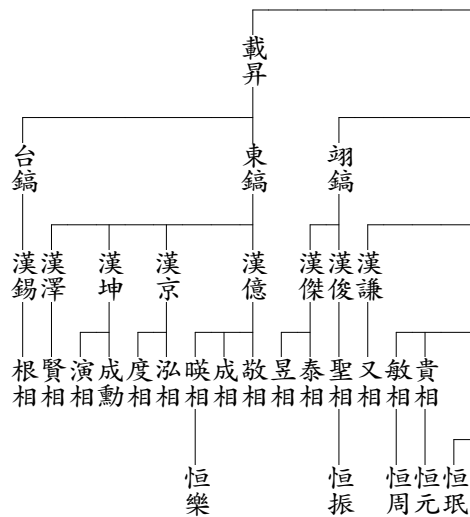 載昇
台鎬
東鎬
翊鎬
漢錫
漢澤
漢坤
漢京
漢億
漢傑
漢俊
漢謙
根相
賢相
演相
成勳
度相
泓相
暎相
成相
敬相
昱相
泰相
聖相
又相
敏相
貴相
恒樂
恒振
恒周
恒元
恒珉